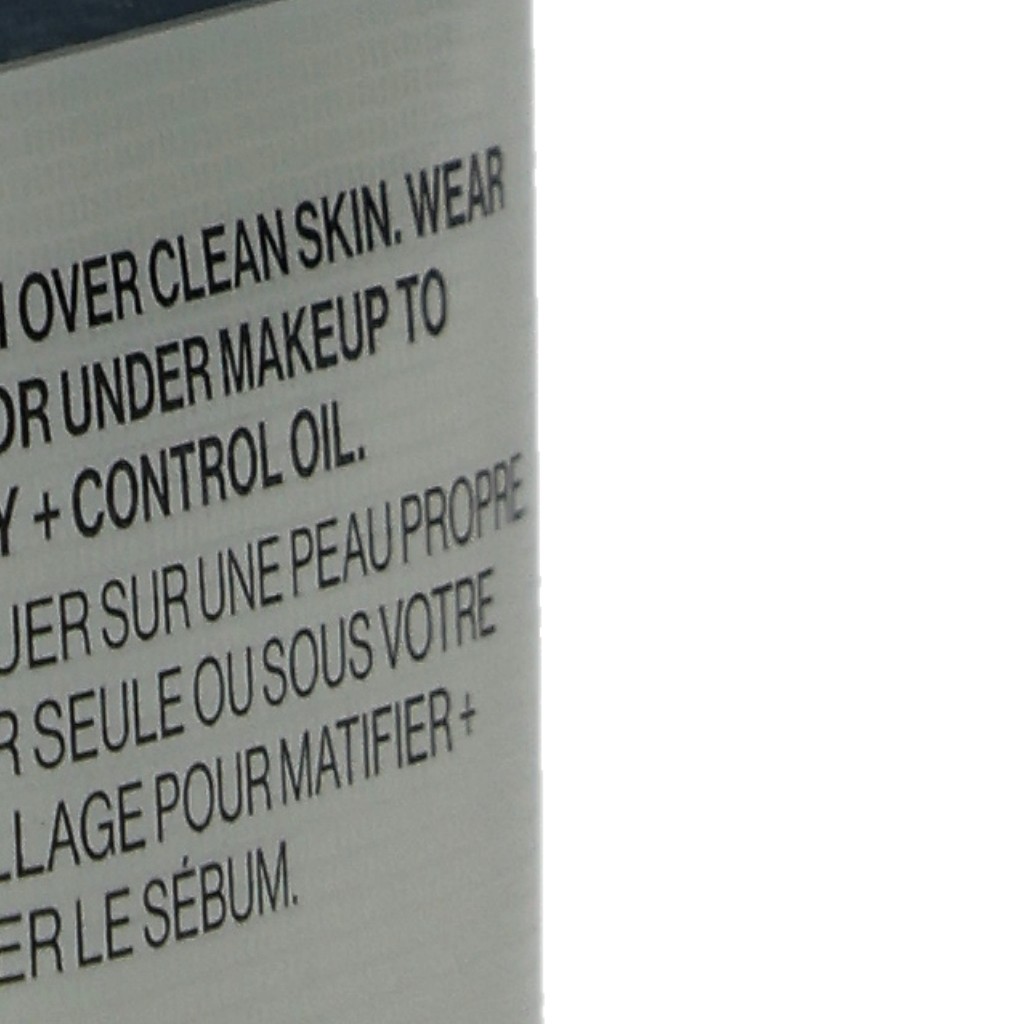 OVER CLEAN SKIN. WEAR
OR UNDER MAKEUP TO
Y + CONTROL OIL.
UER SUR UNE PEAU PROPRE
R SEULE OU SOUS VOTRE
LLAGE POUR MATIFIER +
ER LE SÉBUM.